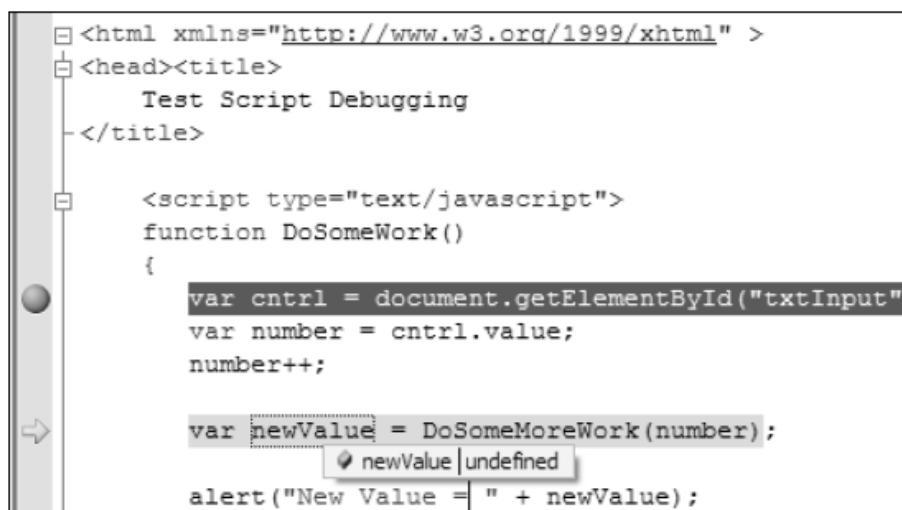 <html xmlns="http://www.w3.org/1999/xhtml" >
<head><title>
Test Script Debugging
</title>
<script type="text/javascript">
function DoSomeWork()
{
var cntrl = document.getElementById("txtInput"
var number = cntrl.value;
number++;
var newValue = DoSomeMoreWork(number);
newValue undefined
alert("New Value = " + newValue);